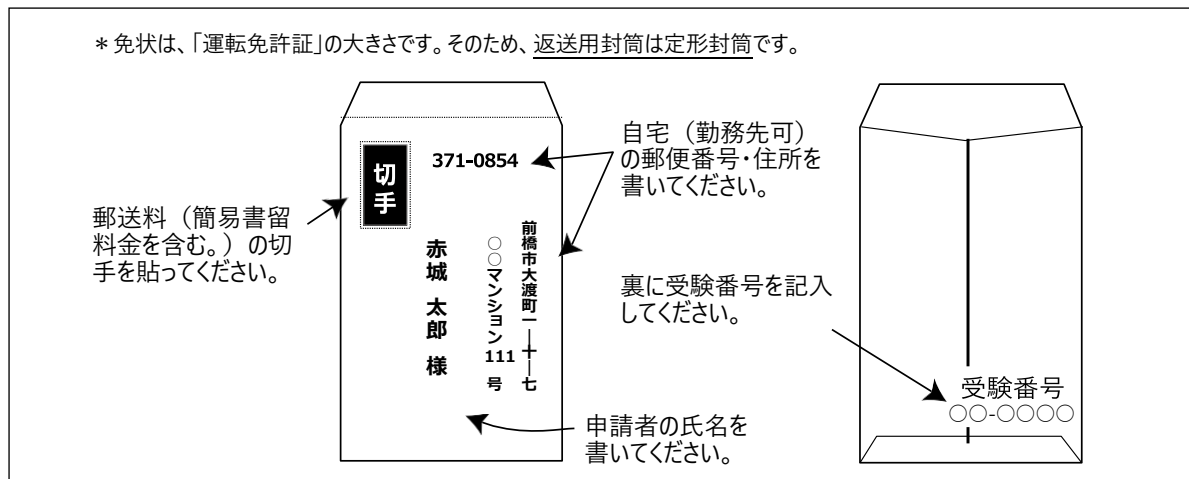 ＊免状は、「運転免許証」の大きさです。そのため、返送用封筒は定形封筒です。
切手
371-0854
前橋市大渡町一―十―七
○○マンション111号
赤城 太郎 様
郵送料（簡易書留
料金を含む。）の切
手を貼ってください。
自宅（勤務先可）
の郵便番号・住所を
書いてください。
申請者の氏名を
書いてください。
裏に受験番号を記入
してください。
受験番号
○○-○○○○